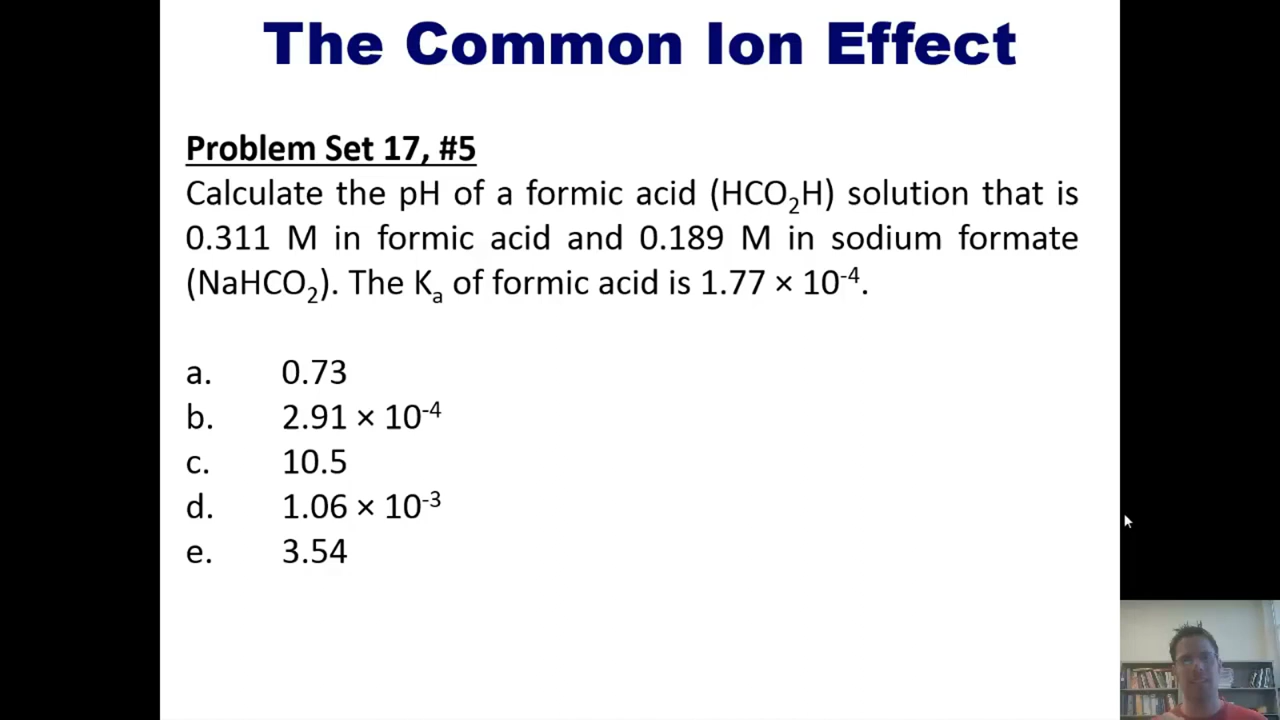 The Common Ion Effect
Problem Set 17, #5
Calculate the pH of a formic acid (HCO₂H) solution that is
0.311 M in formic acid and 0.189 M in sodium formate
(NaHCO₂). The Kₐ of formic acid is 1.77 × 10⁻⁴.
a. 0.73
b. 2.91 × 10⁻⁴
c. 10.5
d. 1.06 × 10⁻³
e. 3.54